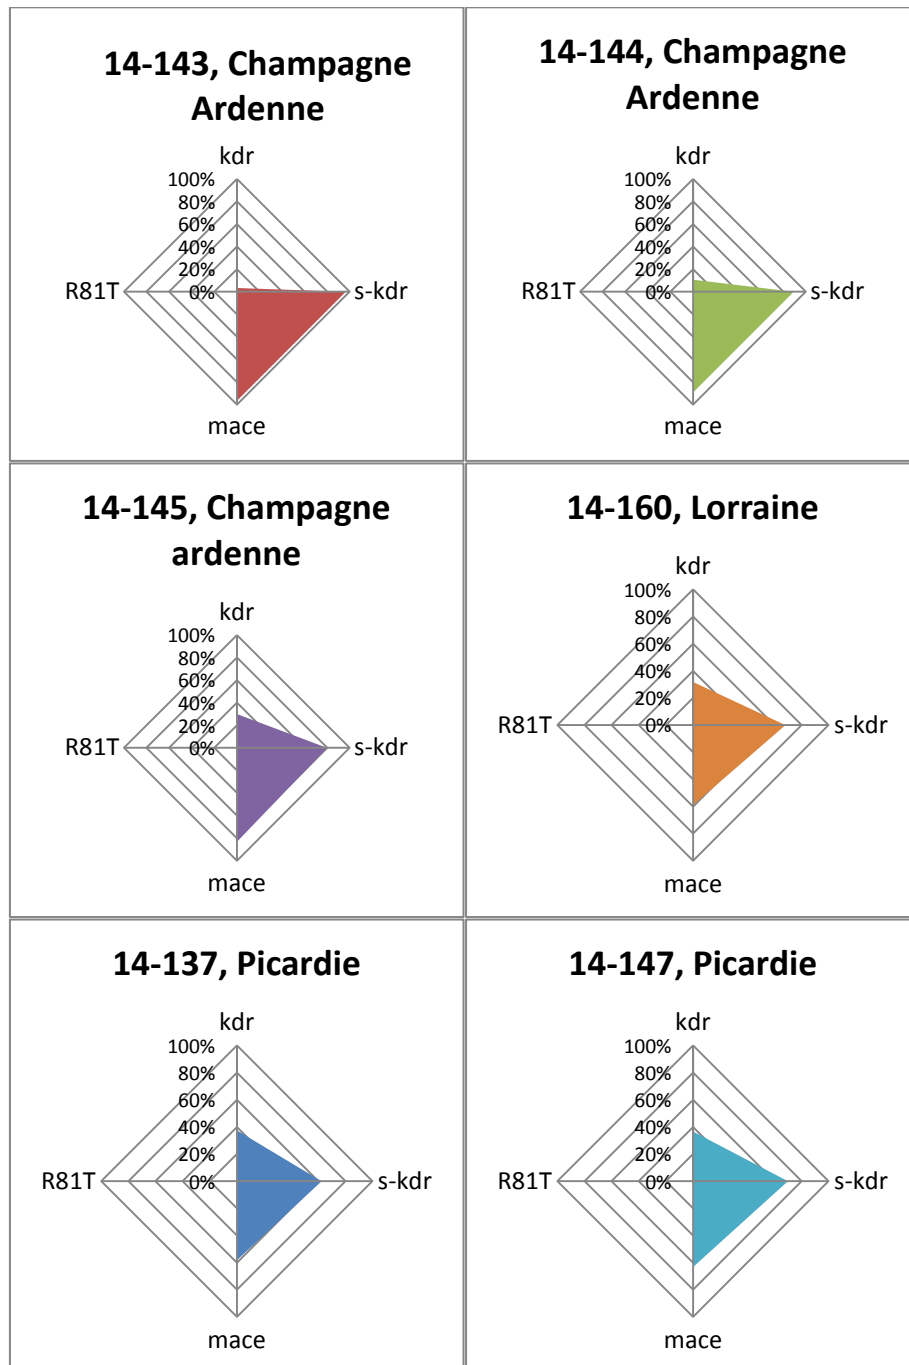 14-143, Champagne
Ardenne
kdr
100%
80%
60%
40%
20%
0%
R81T
s-kdr
mace
14-144, Champagne
Ardenne
kdr
100%
80%
60%
40%
20%
0%
R81T
s-kdr
mace
14-145, Champagne
ardenne
kdr
100%
80%
60%
40%
20%
0%
R81T
s-kdr
mace
14-160, Lorraine
kdr
100%
80%
60%
40%
20%
0%
R81T
s-kdr
mace
14-137, Picardie
kdr
100%
80%
60%
40%
20%
0%
R81T
s-kdr
mace
14-147, Picardie
kdr
100%
80%
60%
40%
20%
0%
R81T
s-kdr
mace